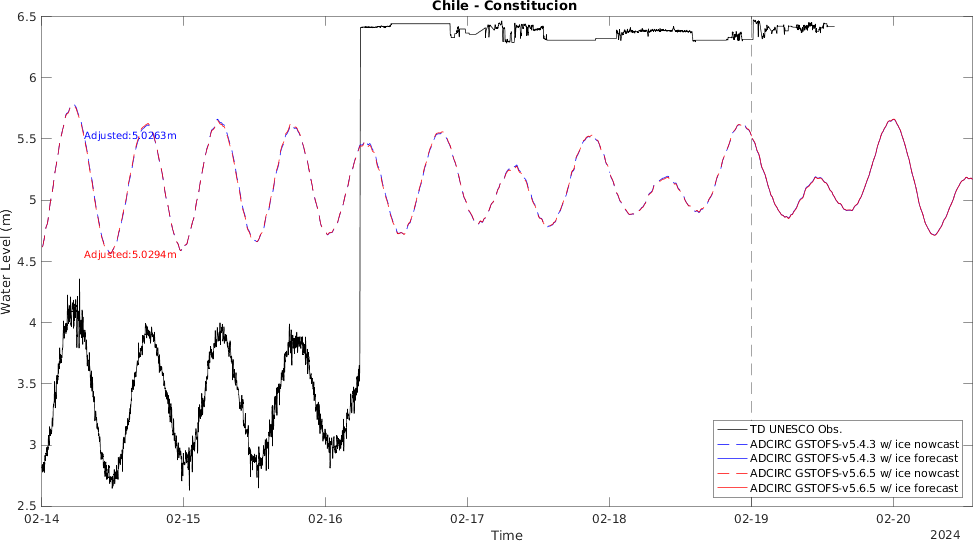 Chile - Constitucion
6.5
6
5.5
5
4.5
4
3.5
3
2.5
Water Level (m)
Adjusted:5.0263
Adjusted:5.0294
TD UNESCO Obs.
ADCIRC GSTOFS-v5.4.3 w/ ice nowcast
ADCIRC GSTOFS-v5.4.3 w/ ice forecast
ADCIRC GSTOFS-v5.6.5 w/ ice nowcast
ADCIRC GSTOFS-v5.6.5 w/ ice forecast
02-14 02-15 02-16 02-17 02-18 02-19 02-20
Time
2024